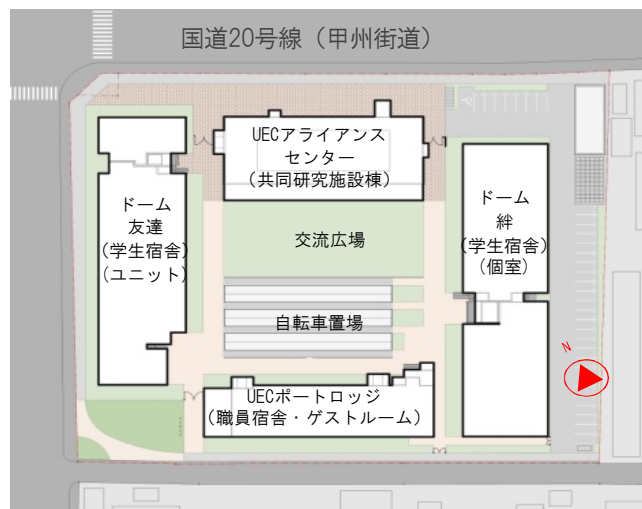 国道20号線（甲州街道）
UECアライアンス
センター
（共同研究施設棟）
ドーム
友達
(学生宿舎)
(ユニット)
ドーム
絆
(学生宿舎)
(個室)
交流広場
自転車置場
N
UECポートロッジ
（職員宿舎・ゲストルーム）